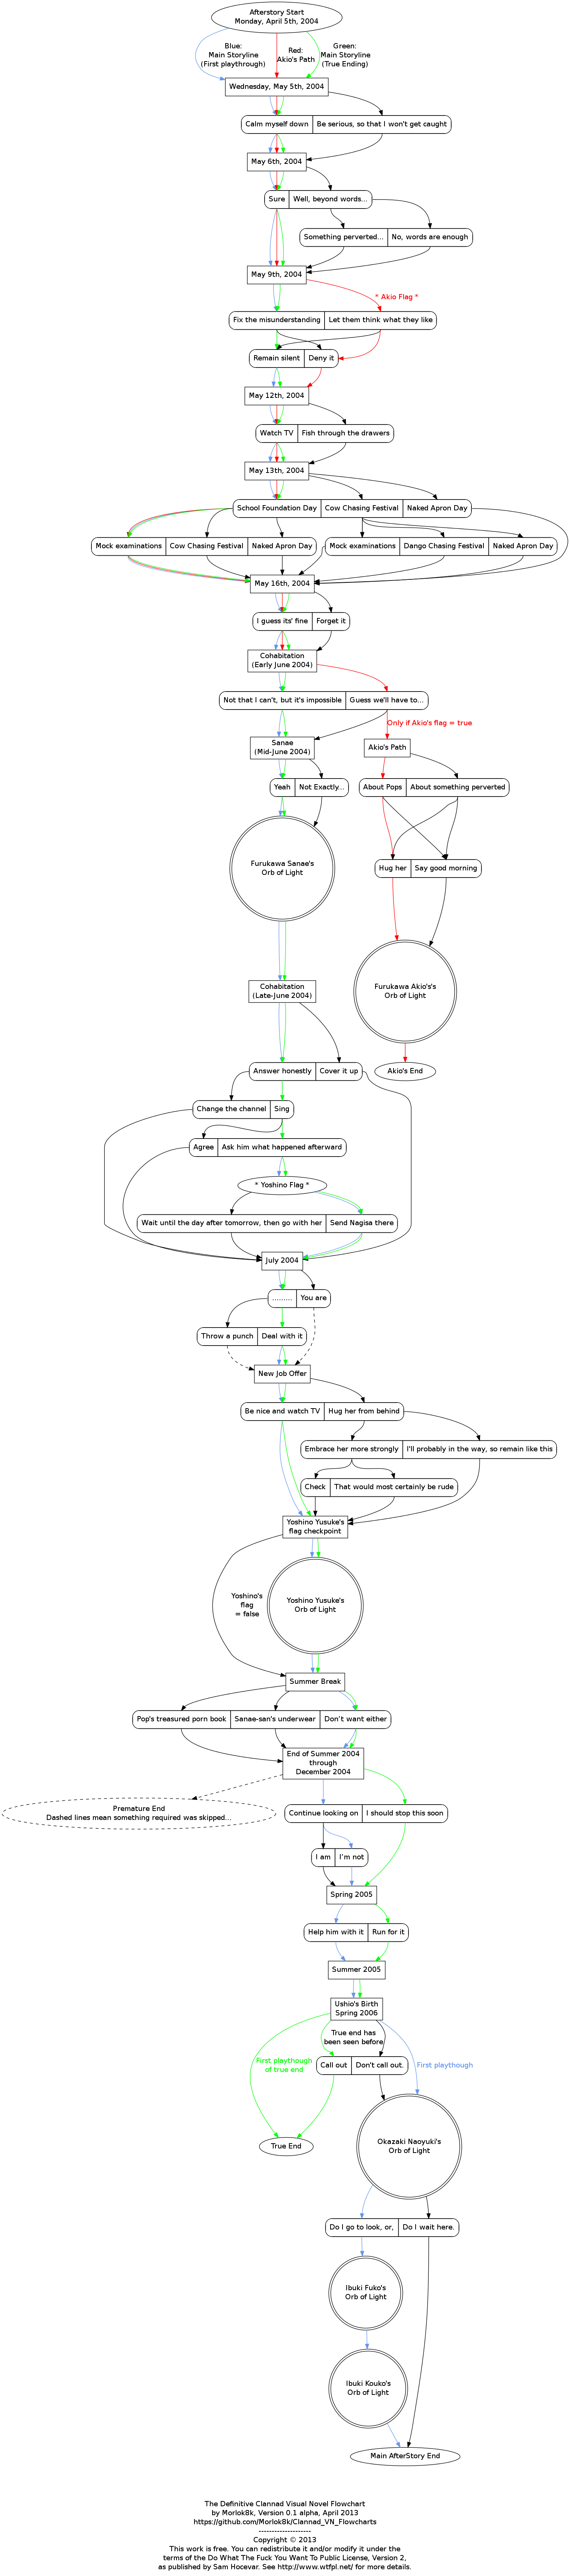 Afterstory Start
Monday, April 5th, 2004
Blue:
Main Storyline
(First playthrough)
Red:
Akio's Path
Green:
Main Storyline
(True Ending)
Wednesday, May 5th, 2004
Calm myself down
Be serious, so that I won't get caught
May 6th, 2004
Sure
Well, beyond words...
Something perverted...
No, words are enough
May 9th, 2004
* Akio Flag *
Fix the misunderstanding
Let them think what they like
Remain silent
Deny it
May 12th, 2004
Watch TV
Fish through the drawers
May 13th, 2004
School Foundation Day
Cow Chasing Festival
Naked Apron Day
Mock examinations
Cow Chasing Festival
Naked Apron Day
Mock examinations
Dango Chasing Festival
Naked Apron Day
May 16th, 2004
I guess its' fine
Forget it
Cohabitation
(Early June 2004)
Not that I can't, but it's impossible
Guess we'll have to...
Only if Akio's flag = true
Sanae
(Mid-June 2004)
Akio's Path
Yeah
Not Exactly...
About Pops
About something perverted
Furukawa Sanae's
Orb of Light
Hug her
Say good morning
Furukawa Akio's's
Orb of Light
Cohabitation
(Late-June 2004)
Akio's End
Answer honestly
Cover it up
Change the channel
Sing
Agree
Ask him what happened afterward
* Yoshino Flag *
Wait until the day after tomorrow, then go with her
Send Nagisa there
July 2004
.........
You are
Throw a punch
Deal with it
New Job Offer
Be nice and watch TV
Hug her from behind
Embrace her more strongly
I'll probably in the way, so remain like this
Check
That would most certainly be rude
Yoshino Yusuke's
flag checkpoint
Yoshino's
flag
= false
Yoshino Yusuke's
Orb of Light
Summer Break
Pop's treasured porn book
Sanae-san's underwear
Don't want either
End of Summer 2004
through
December 2004
Premature End
Dashed lines mean something required was skipped...
Continue looking on
I should stop this soon
I am
I'm not
Spring 2005
Help him with it
Run for it
Summer 2005
Ushio's Birth
Spring 2006
True end has
been seen before
First playthough
of true end
Call out
Don't call out.
First playthough
True End
Okazaki Naoyuki's
Orb of Light
Do I go to look, or,
Do I wait here.
Ibuki Fuko's
Orb of Light
Ibuki Kouko's
Orb of Light
Main AfterStory End
The Definitive Clannad Visual Novel Flowchart
by Morlok8k, Version 0.1 alpha, April 2013
https://github.com/Morlok8k/Clannad_VN_Flowcharts
--------------------
Copyright © 2013
This work is free. You can redistribute it and/or modify it under the
terms of the Do What The Fuck You Want To Public License, Version 2,
as published by Sam Hocevar. See http://www.wtfpl.net/ for more details.